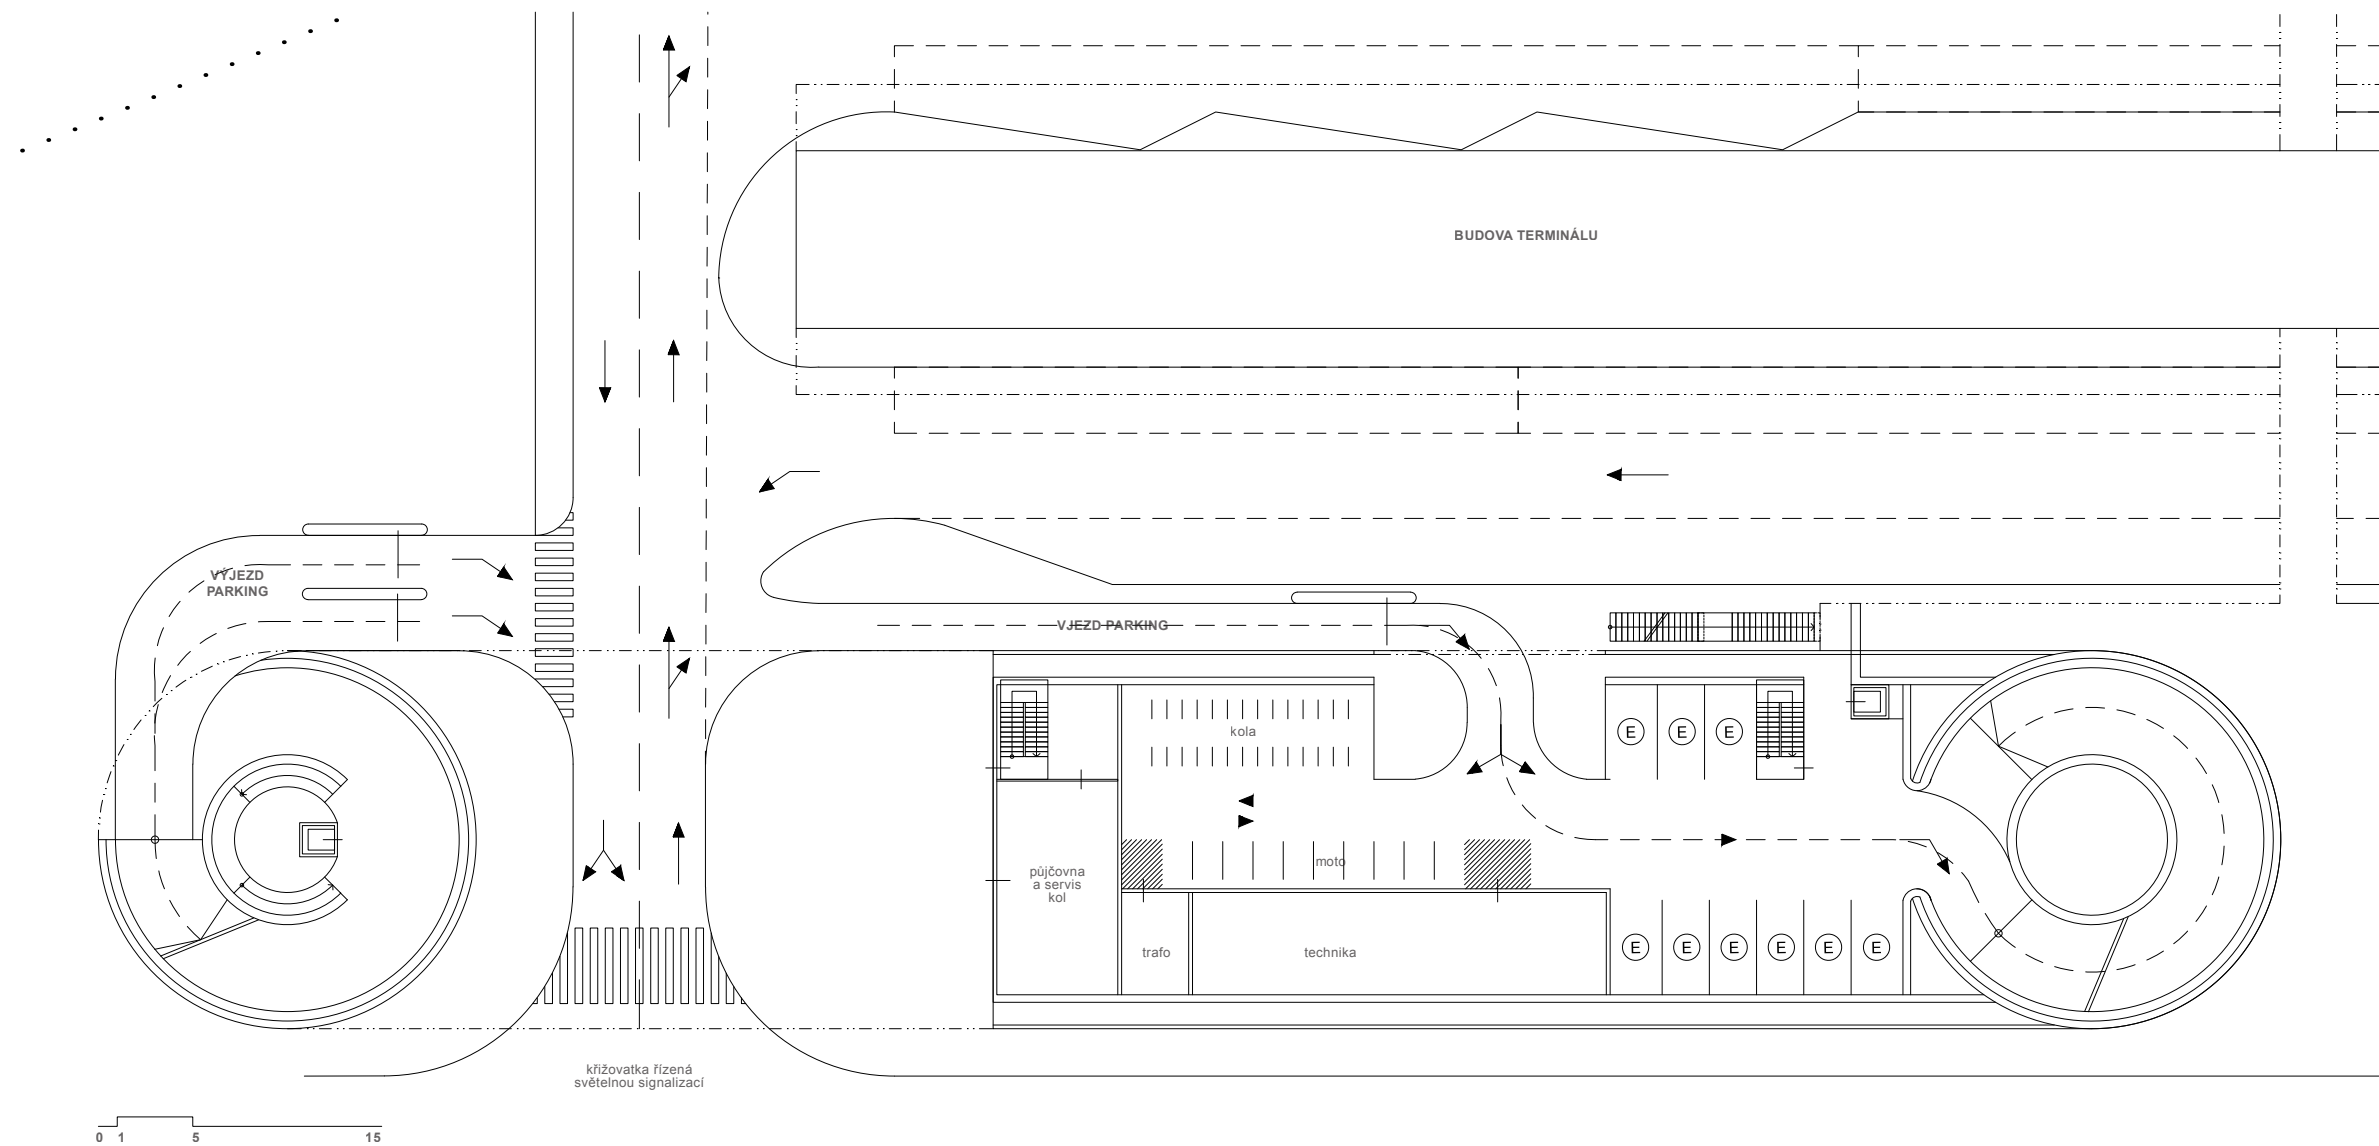 BUDOVA TERMINÁLU
VÝJEZD
PARKING
VJEZD PARKING
kola
E E E
moto
půjčovna
a servis
kol
trafo
technika
E E E E E E
křižovatka řízená
světelnou signalizací
0 1 5 15